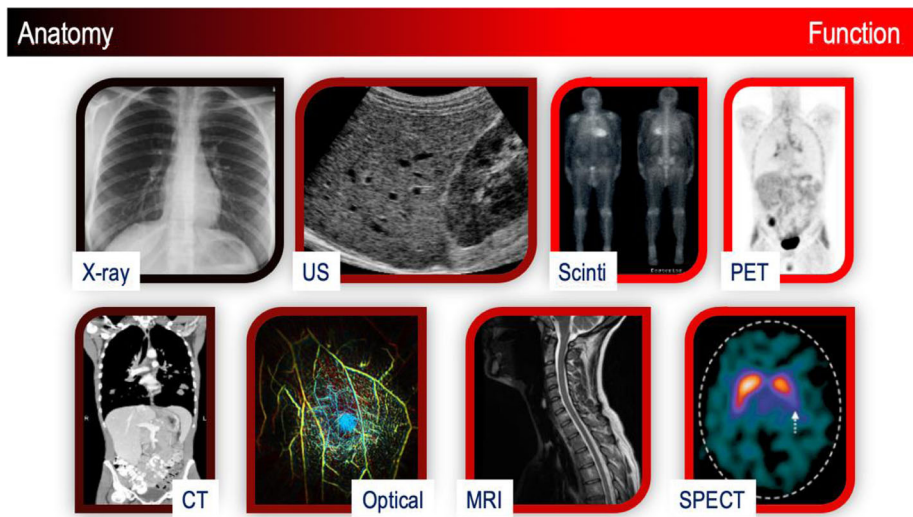 Anatomy
Function
X-ray
US
Scinti
PET
CT
Optical
MRI
SPECT